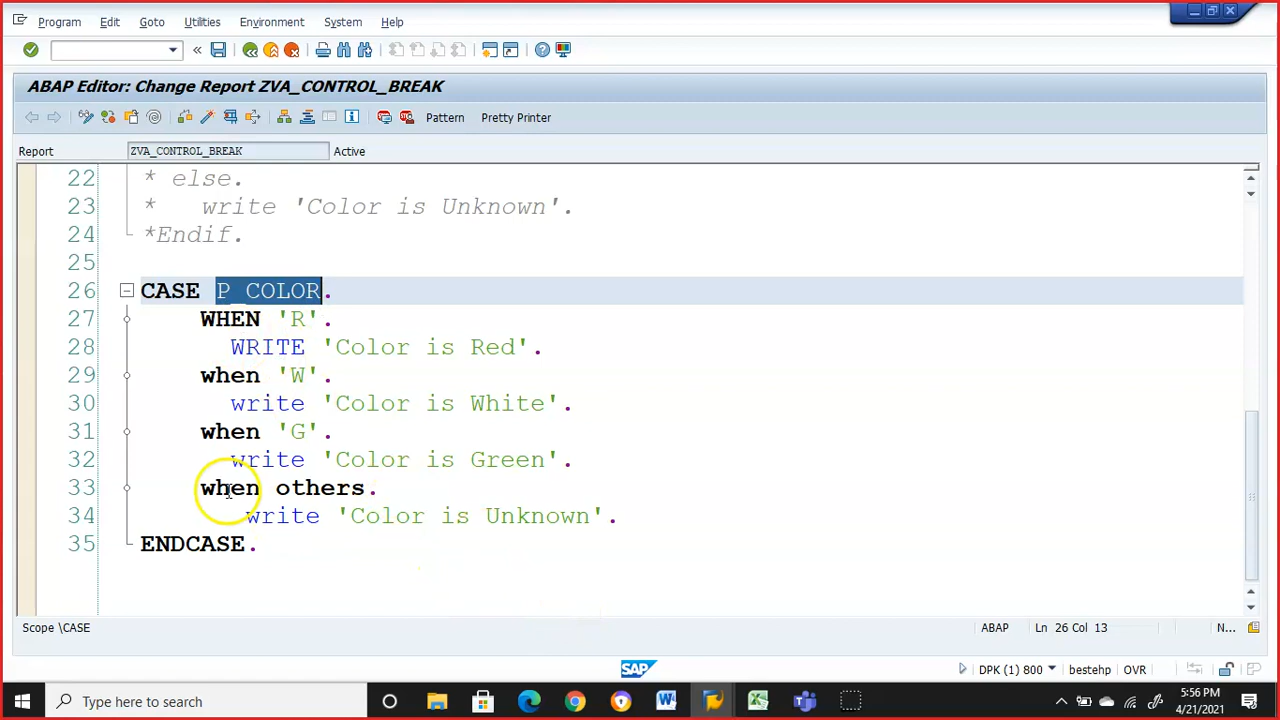 Program Edit Goto Utilities Environment System Help
ABAP Editor: Change Report ZVA_CONTROL_BREAK
Pattern Pretty Printer
Report ZVA_CONTROL_BREAK Active
22 * else.
23 * write 'Color is Unknown'.
24 *Endif.
25
26 CASE P_COLOR.
27 WHEN 'R'.
28 WRITE 'Color is Red'.
29 when 'W'.
30 write 'Color is White'.
31 when 'G'.
32 write 'Color is Green'.
33 when others.
34 write 'Color is Unknown'.
35 ENDCASE.
Scope \CASE ABAP Ln 26 Col 13 N...
SAP
DPK (1) 800 bestehp OVR
Type here to search
5:56 PM
4/21/2021